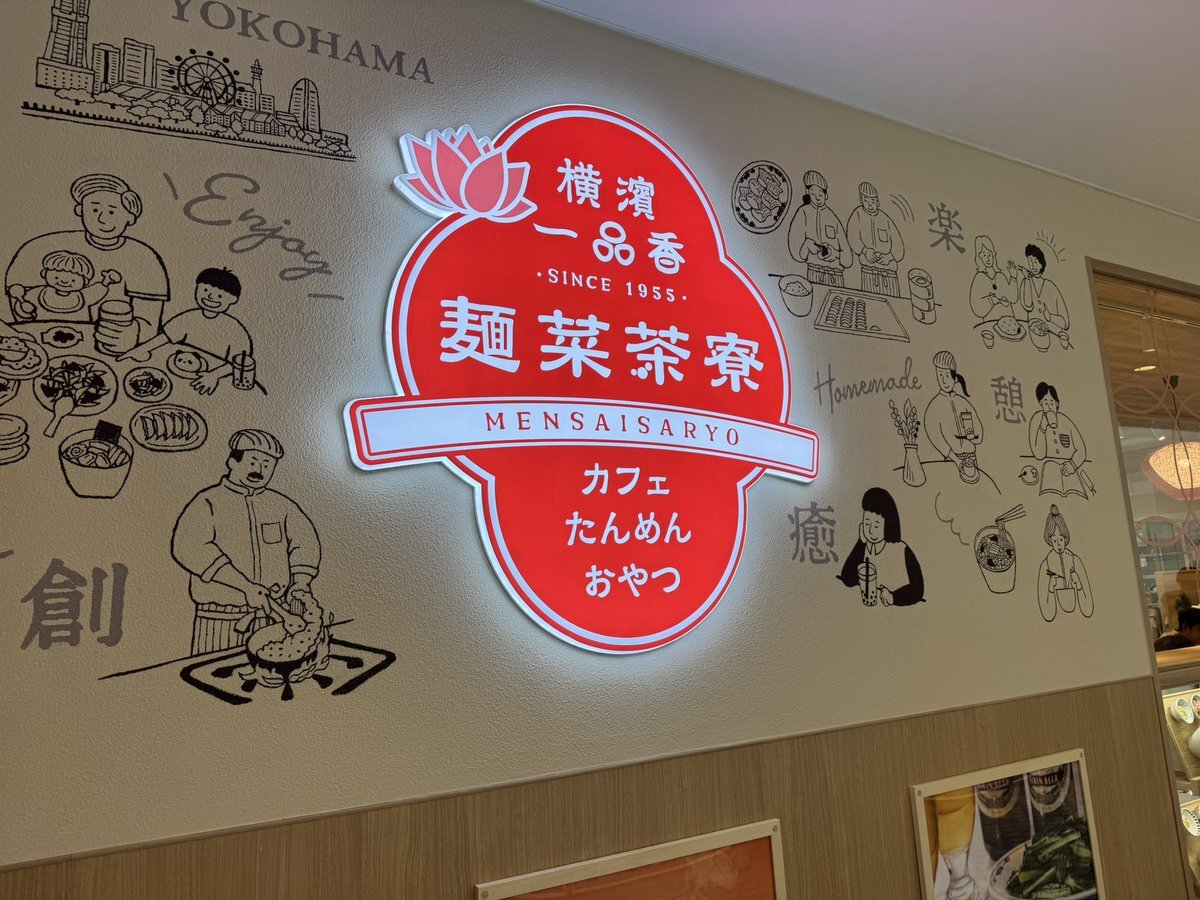 YOKOHAMA
Enjoy
創
横濱
一品香
・SINCE 1955・
麺菜茶寮
MENSAISARYO
カフェ
たんめん
おやつ
楽
Homemade
憩
癒